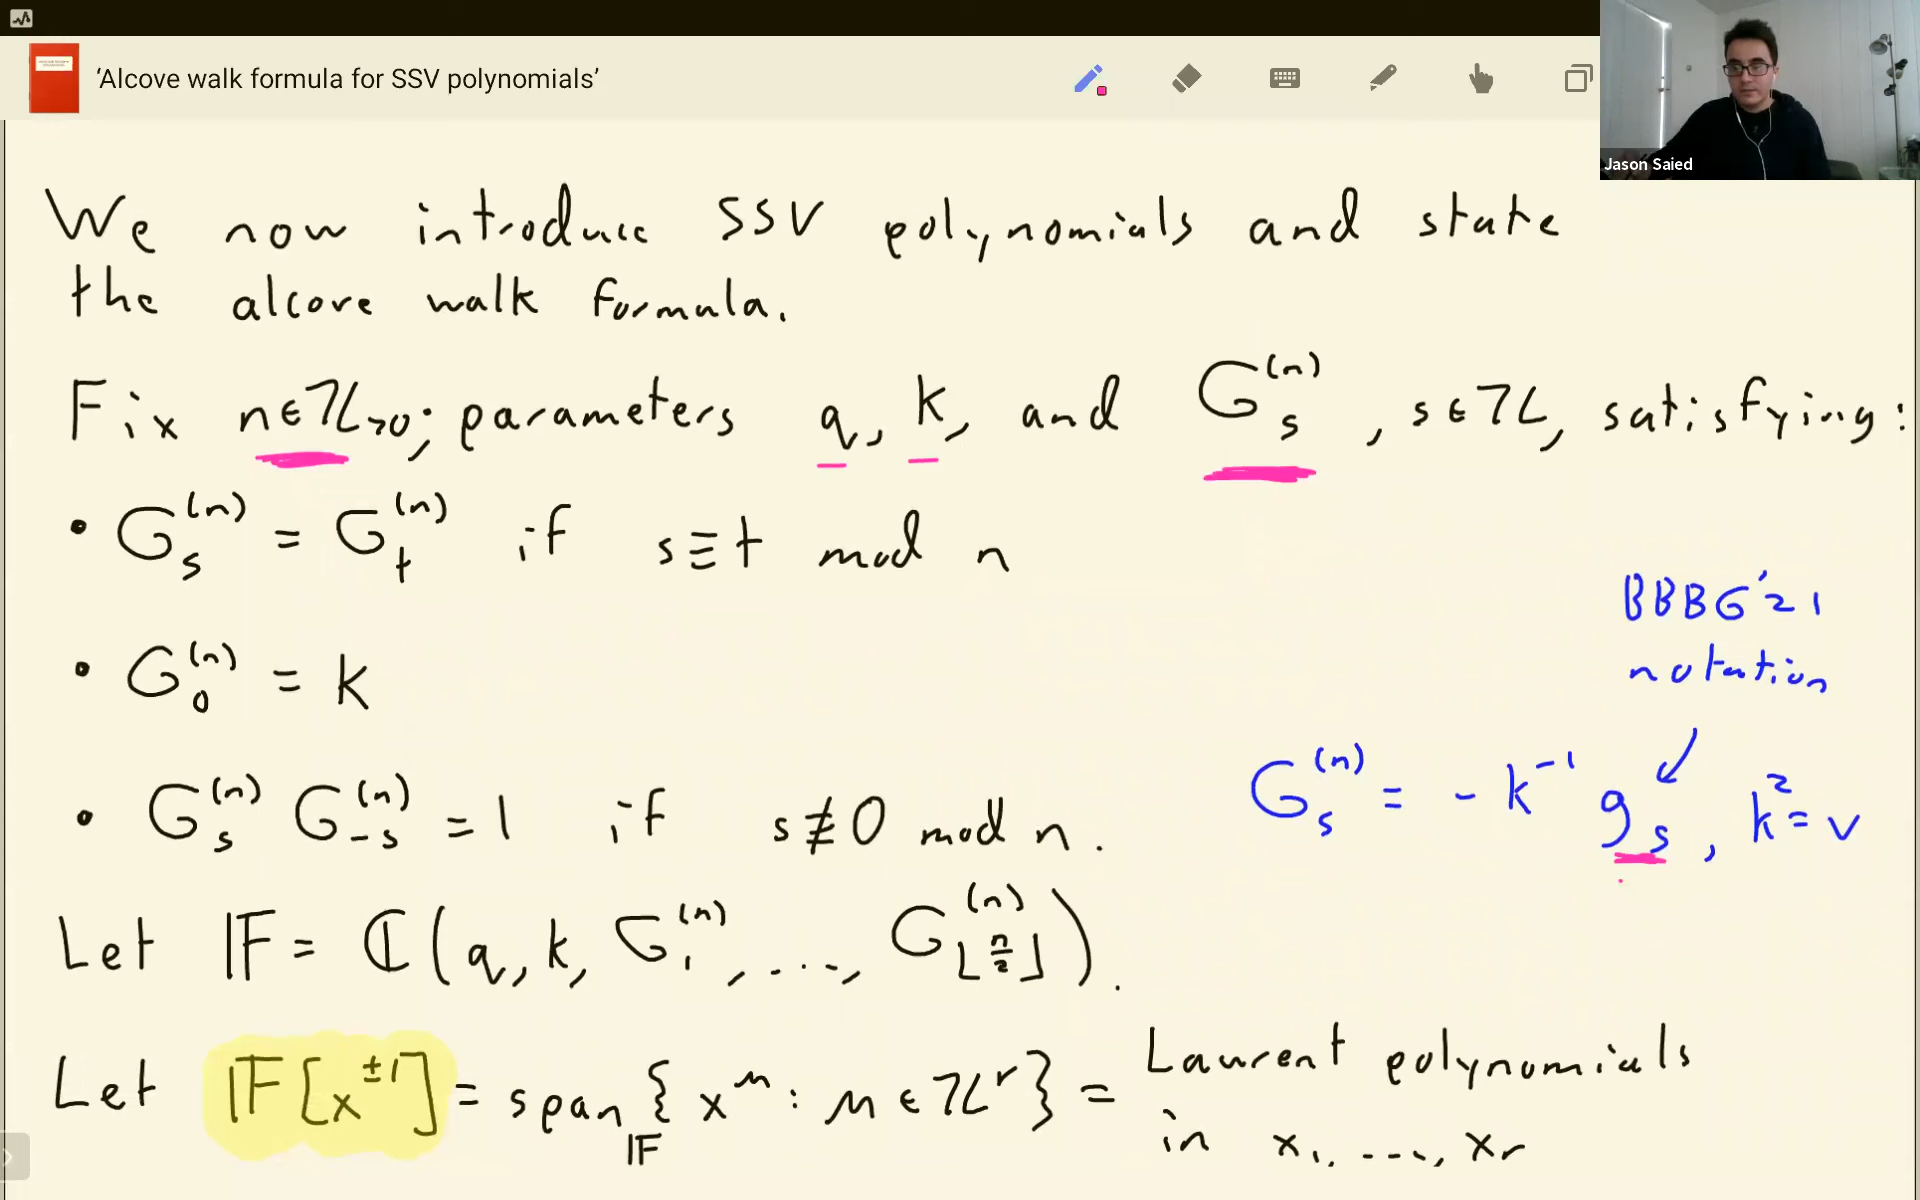 'Alcove walk formula for SSV polynomials'
Jason Saied
We now introduce SSV polynomials and state
the alcove walk formula.
Fix n∈ℤ>0; parameters q, k, and G_s^(n), s∈ℤ, satisfying:
• G_s^(n) = G_t^(n) if s≡t mod n
BBBG'21
notation
• G_0^(n) = k
• G_s^(n) G_-s^(n) = 1 if s≢0 mod n.
G_s^(n) = -k^-1 g_s, k^2=v
Let 𝔽 = ℂ(q, k, G_1^(n), ..., G_⌊n/2⌋^(n)).
Let 𝔽[x^±1] = span_𝔽{x^μ : μ∈ℤ^r} = Laurent polynomials
in x_1, ..., x_r